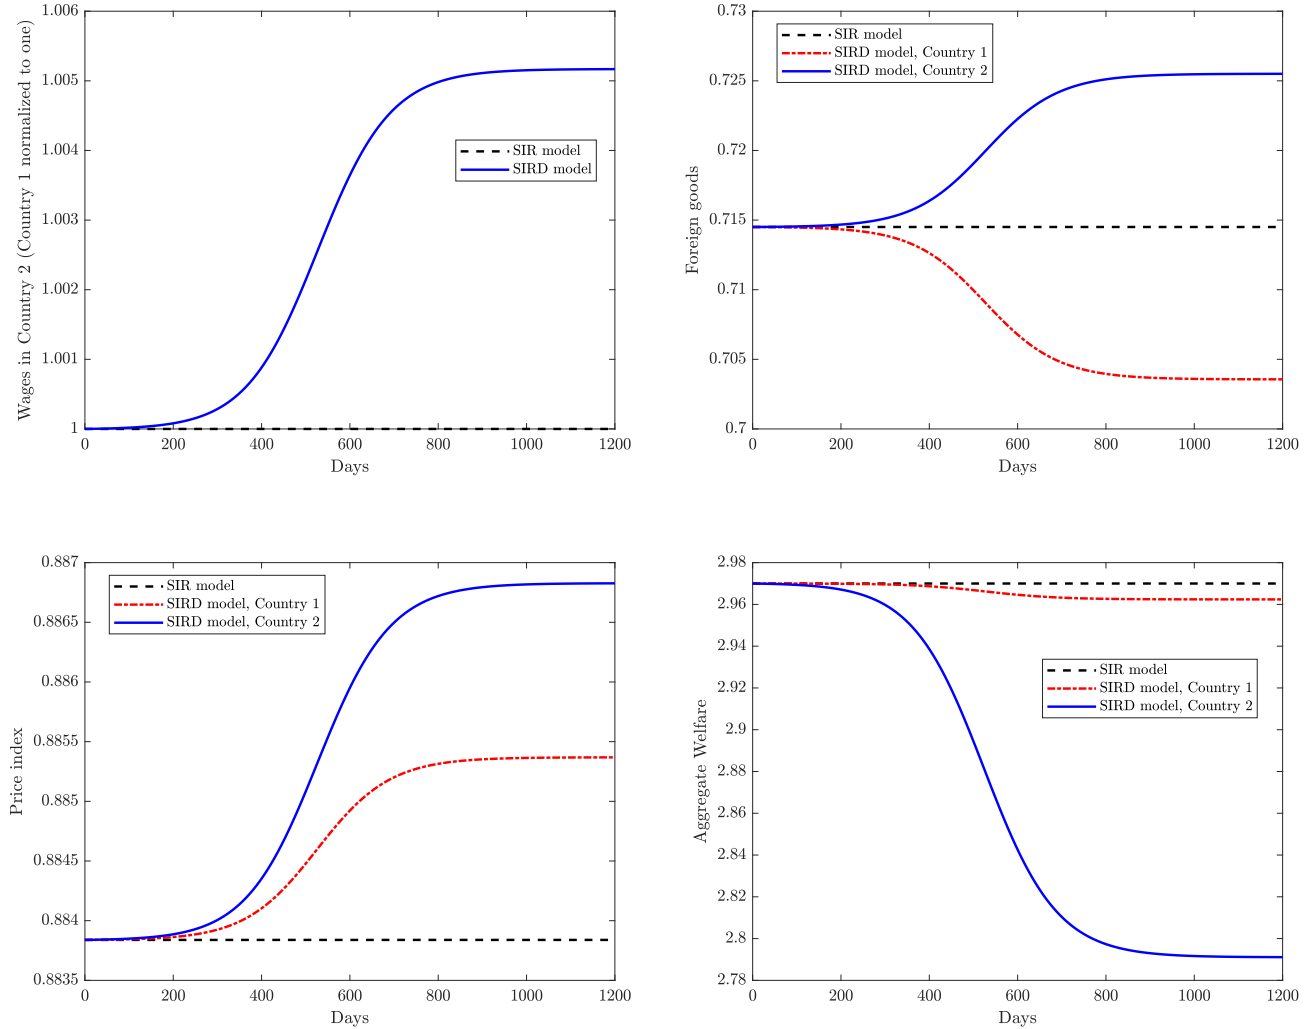 Wages in Country 2 (Country 1 normalized to one)
1.006
1.005
1.004
1.003
1.002
1.001
1
0 200 400 600 800 1000 1200
Days
SIR model
SIRD model
Foreign goods
0.73
0.725
0.72
0.715
0.71
0.705
0.7
0 200 400 600 800 1000 1200
Days
SIR model
SIRD model, Country 1
SIRD model, Country 2
Price index
0.887
0.8865
0.886
0.8855
0.885
0.8845
0.884
0.8835
0 200 400 600 800 1000 1200
Days
SIR model
SIRD model, Country 1
SIRD model, Country 2
Aggregate Welfare
2.98
2.96
2.94
2.92
2.9
2.88
2.86
2.84
2.82
2.8
2.78
0 200 400 600 800 1000 1200
Days
SIR model
SIRD model, Country 1
SIRD model, Country 2